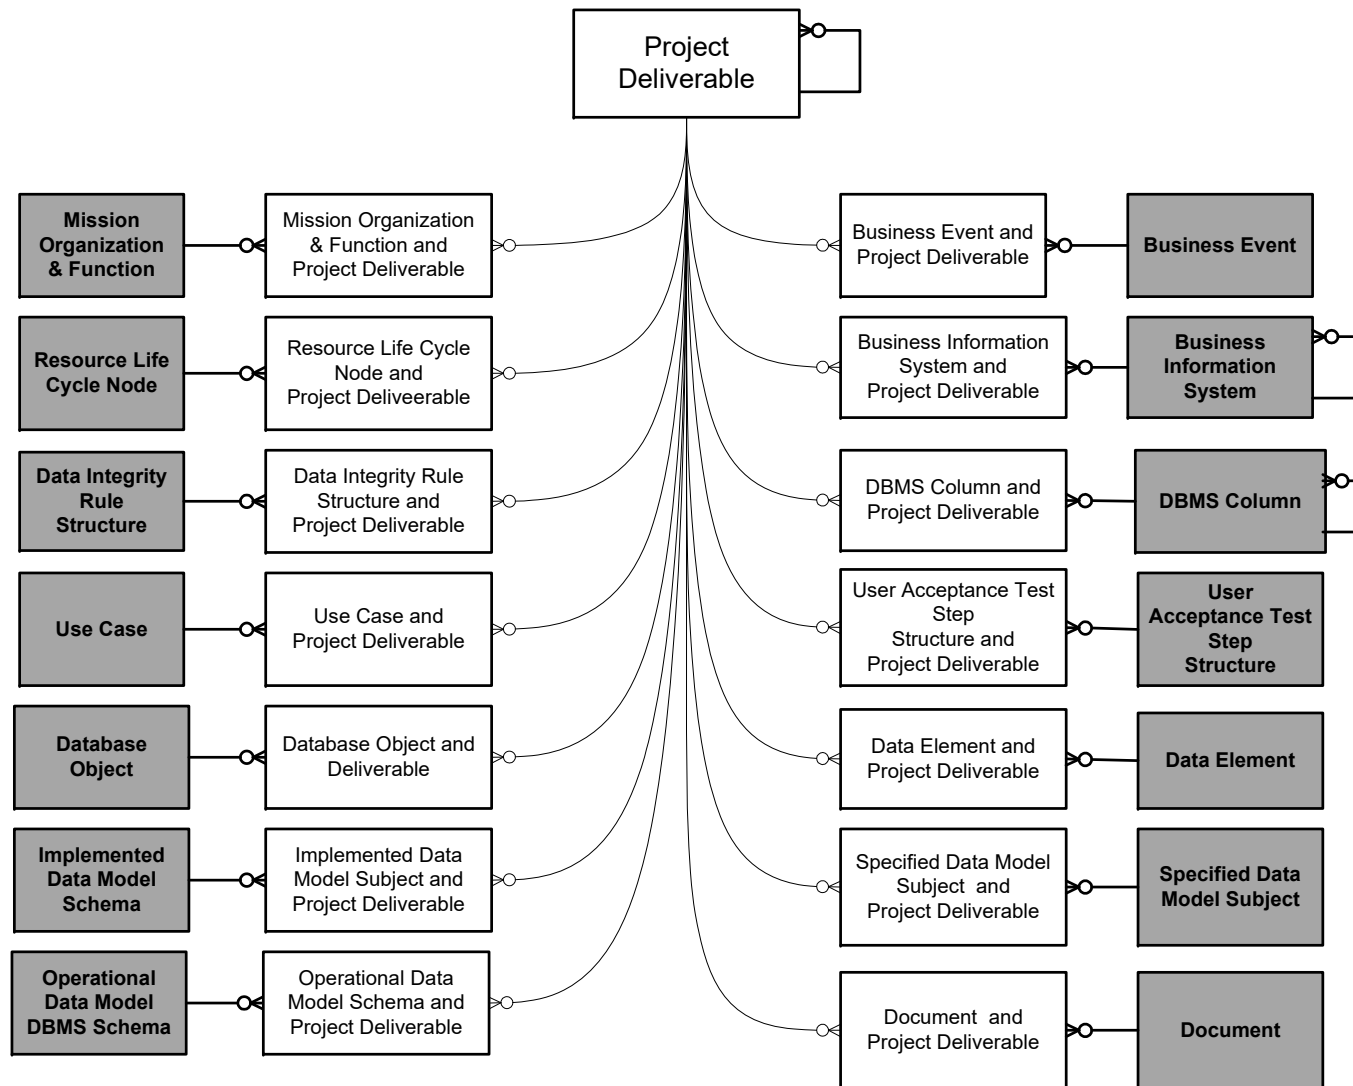 Project
Deliverable
Mission
Organization
& Function
Mission Organization
& Function and
Project Deliverable
Business Event and
Project Deliverable
Business Event
Resource Life
Cycle Node
Resource Life Cycle
Node and
Project Deliveerable
Business Information
System and
Project Deliverable
Business
Information
System
Data Integrity
Rule
Structure
Data Integrity Rule
Structure and
Project Deliverable
DBMS Column and
Project Deliverable
DBMS Column
Use Case
Use Case and
Project Deliverable
User Acceptance Test
Step
Structure and
Project Deliverable
User
Acceptance Test
Step
Structure
Database
Object
Database Object and
Deliverable
Data Element and
Project Deliverable
Data Element
Implemented
Data Model
Schema
Implemented Data
Model Subject and
Project Deliverable
Specified Data Model
Subject  and
Project Deliverable
Specified Data
Model Subject
Operational
Data Model
DBMS Schema
Operational Data
Model Schema and
Project Deliverable
Document  and
Project Deliverable
Document